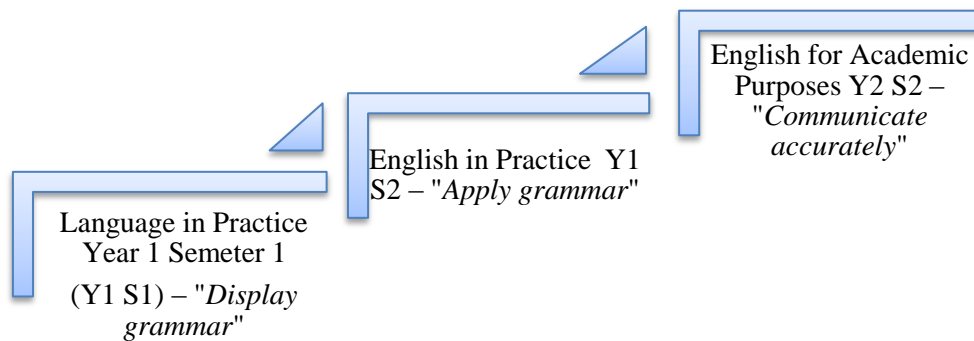 Language in Practice
Year 1 Semeter 1
(Y1 S1) – "Display
grammar"
English in Practice  Y1
S2 – "Apply grammar"
English for Academic
Purposes Y2 S2 –
"Communicate
accurately"